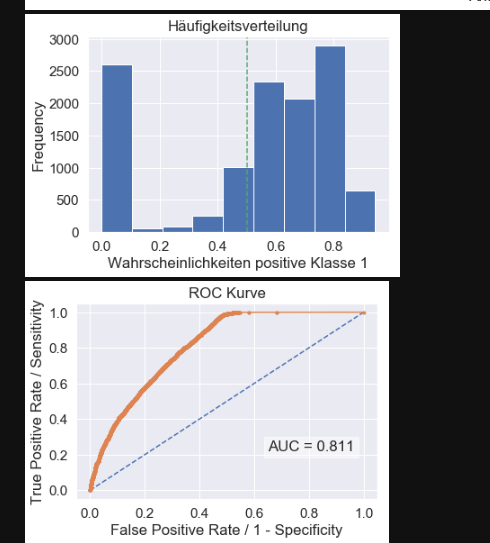 Häufigkeitsverteilung
3000
2500
2000
1500
1000
500
0
Frequency
0.0 0.2 0.4 0.6 0.8
Wahrscheinlichkeiten positive Klasse 1
ROC Kurve
1.0
0.8
0.6
0.4
0.2
0.0
True Positive Rate / Sensitivity
AUC = 0.811
0.0 0.2 0.4 0.6 0.8 1.0
False Positive Rate / 1 - Specificity